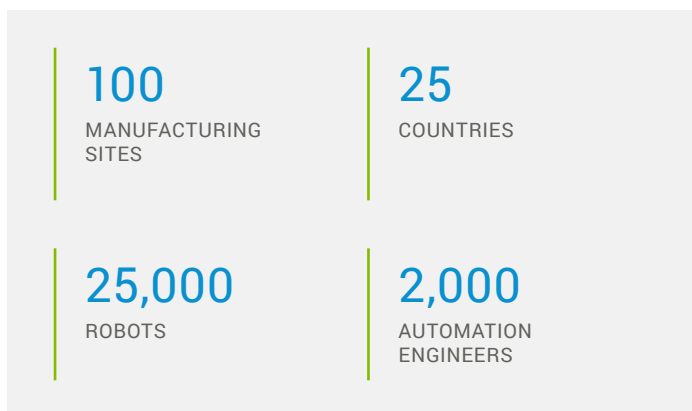 100
MANUFACTURING
SITES
25
COUNTRIES
25,000
ROBOTS
2,000
AUTOMATION
ENGINEERS